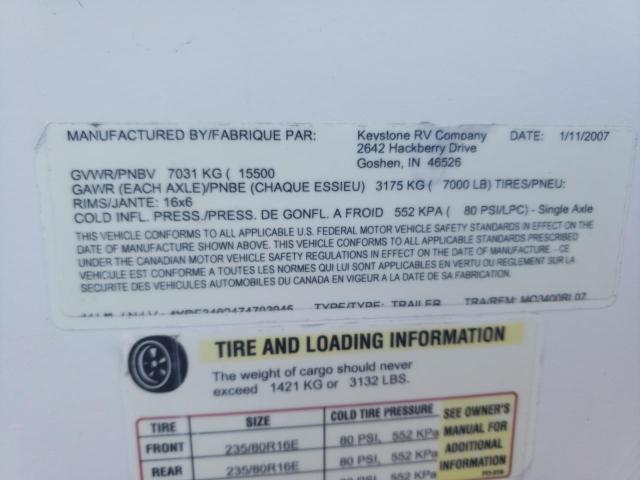 MANUFACTURED BY/FABRIQUE PAR: Keystone RV Company DATE: 1/11/2007
2642 Hackberry Drive
Goshen, IN 46526
GVWR/PNBV 7031 KG ( 15500
GAWR (EACH AXLE)/PNBE (CHAQUE ESSIEU) 3175 KG ( 7000 LB) TIRES/PNEU:
RIMS/JANTE: 16x6
COLD INFL. PRESS./PRESS. DE GONFL. A FROID 552 KPA ( 80 PSI/LPC) - Single Axle
THIS VEHICLE CONFORMS TO ALL APPLICABLE U.S. FEDERAL MOTOR VEHICLE SAFETY STANDARDS IN EFFECT ON THE
DATE OF MANUFACTURE SHOWN ABOVE. THIS VEHICLE CONFORMS TO ALL APPLICABLE STANDARDS PRESCRIBED
UNDER THE CANADIAN MOTOR VEHICLE SAFETY REGULATIONS IN EFFECT ON THE DATE OF MANUFACTURE. - CE
VEHICULE EST CONFORME A TOUTES LES NORMES QUI LUI SONT APPLICABLES EN VERTU DU REGLEMENT SUR LA
SECURITE DES VEHICULES AUTOMOBILES DU CANADA EN VIGUEUR A LA DATE DE SA FABRICATION.
TYPE/TYPE: TRAILER TRA/REM:
TIRE AND LOADING INFORMATION
The weight of cargo should never
exceed 1421 KG or 3132 LBS.
TIRE SIZE COLD TIRE PRESSURE SEE OWNER'S
MANUAL FOR
ADDITIONAL
INFORMATION
FRONT 235/80R16E 80 PSI, 552 KPa
REAR 235/80R16E 80 PSI, 552 KPa